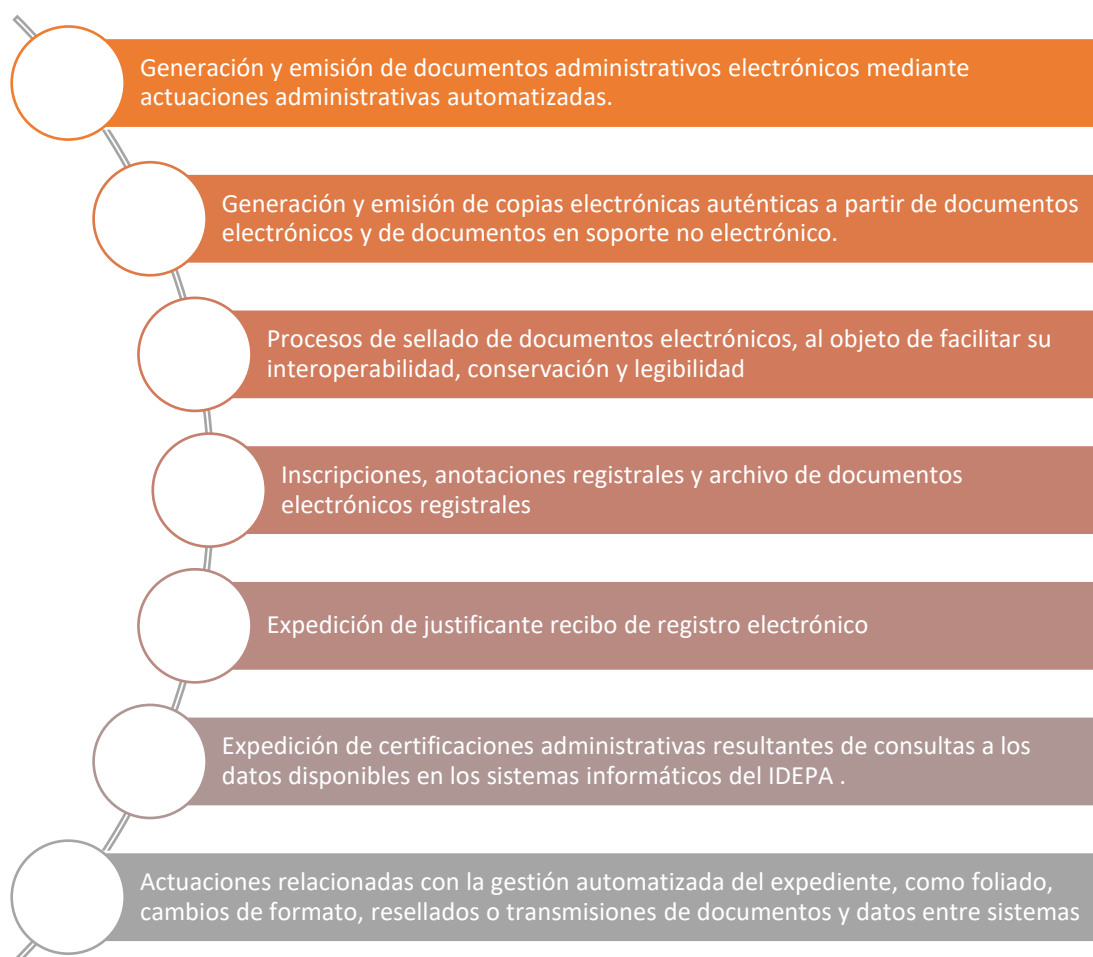 Generación y emisión de documentos administrativos electrónicos mediante
actuaciones administrativas automatizadas.
Generación y emisión de copias electrónicas auténticas a partir de documentos
electrónicos y de documentos en soporte no electrónico.
Procesos de sellado de documentos electrónicos, al objeto de facilitar su
interoperabilidad, conservación y legibilidad
Inscripciones, anotaciones registrales y archivo de documentos
electrónicos registrales
Expedición de justificante recibo de registro electrónico
Expedición de certificaciones administrativas resultantes de consultas a los
datos disponibles en los sistemas informáticos del IDEPA .
Actuaciones relacionadas con la gestión automatizada del expediente, como foliado,
cambios de formato, resellados o transmisiones de documentos y datos entre sistemas